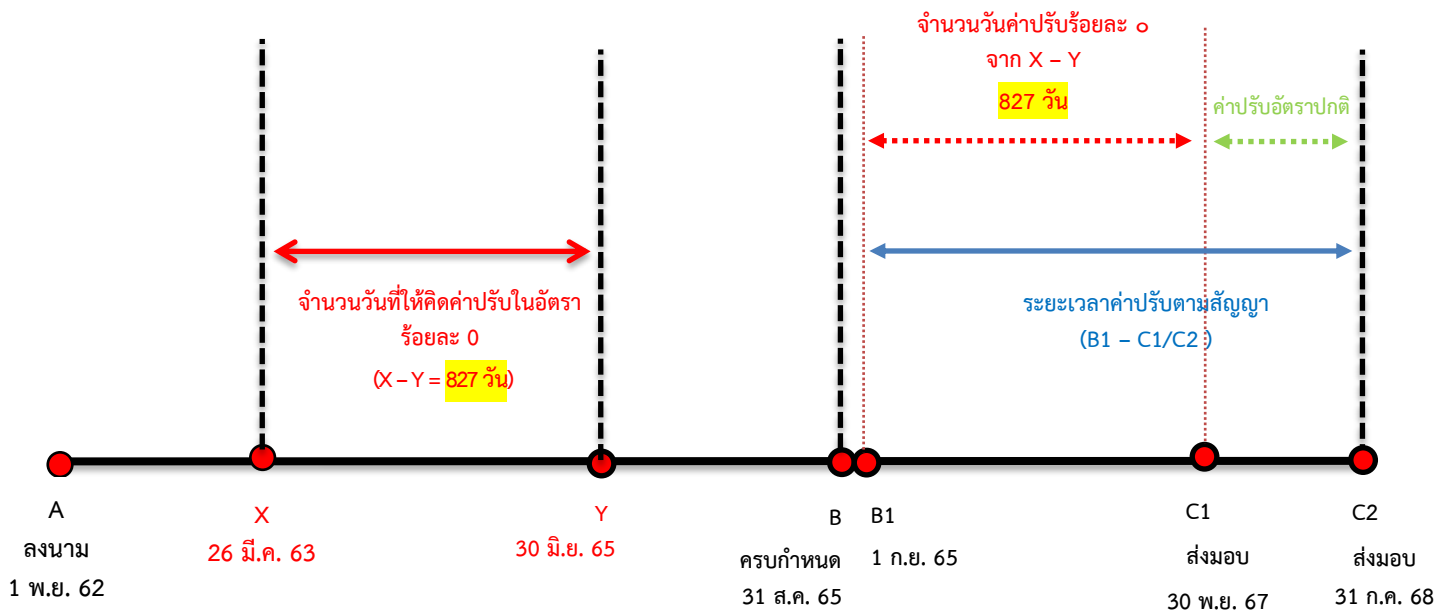 จำนวนวันค่าปรับร้อยละ ๐
จาก X – Y
827 วัน
ค่าปรับอัตราปกติ
จำนวนวันที่ให้คิดค่าปรับในอัตรา
ร้อยละ 0
(X – Y = 827 วัน)
ระยะเวลาค่าปรับตามสัญญา
(B1 – C1/C2 )
A
ลงนาม
1 พ.ย. 62
X
26 มี.ค. 63
Y
30 มิ.ย. 65
B
ครบกำหนด
31 ส.ค. 65
B1
1 ก.ย. 65
C1
ส่งมอบ
30 พ.ย. 67
C2
ส่งมอบ
31 ก.ค. 68